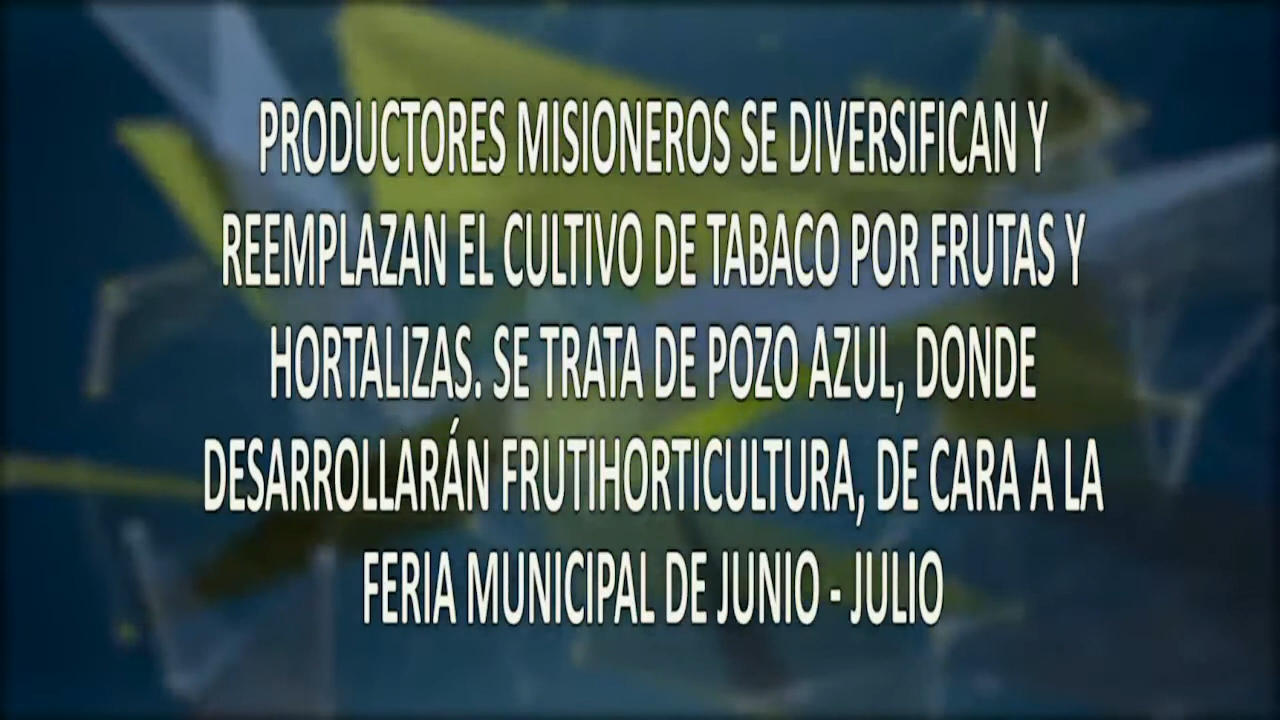 PRODUCTORES MISIONEROS SE DIVERSIFICAN Y
REEMPLAZAN EL CULTIVO DE TABACO POR FRUTAS Y
HORTALIZAS. SE TRATA DE POZO AZUL, DONDE
DESARROLLARÁN FRUTIHORTICULTURA, DE CARA A LA
FERIA MUNICIPAL DE JUNIO - JULIO